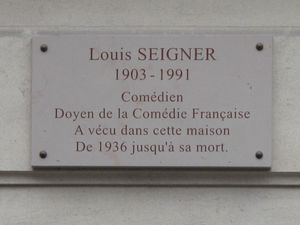 Louis SEIGNER
1903 - 1991
Comédien
Doyen de la Comédie Française
A vécu dans cette maison
De 1936 jusqu'à sa mort.